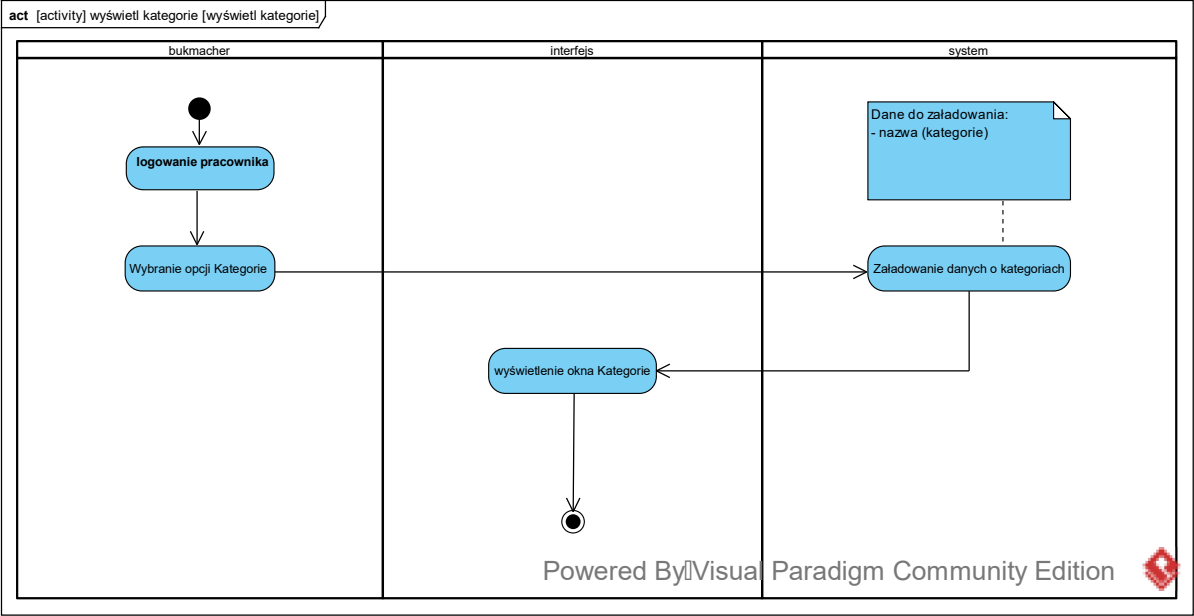 act [activity] wyświetl kategorie [wyświetl kategorie]
bukmacher
interfejs
system
Dane do załadowania:
- nazwa (kategorie)
logowanie pracownika
Wybranie opcji Kategorie
Załadowanie danych o kategoriach
wyświetlenie okna Kategorie
Powered By▯Visual Paradigm Community Edition